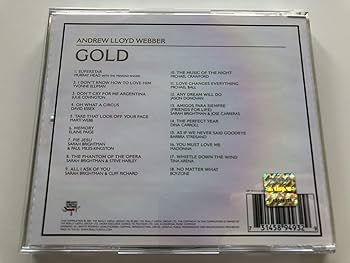 ANDREW LLOYD WEBBER
GOLD
1. SUPERSTAR
MURRAY HEAD WITH THE TRINIDAD SINGERS
2. I DON'T KNOW HOW TO LOVE HIM
YVONNE ELLIMAN
3. DON'T CRY FOR ME ARGENTINA
JULIE COVINGTON
4. OH WHAT A CIRCUS
DAVID ESSEX
5. TAKE THAT LOOK OFF YOUR FACE
MARTI WEBB
6. MEMORY
ELAINE PAIGE
7. PIE JESU
SARAH BRIGHTMAN
& PAUL MILES-KINGSTON
8. THE PHANTOM OF THE OPERA
SARAH BRIGHTMAN & STEVE HARLEY
9. ALL I ASK OF YOU
SARAH BRIGHTMAN & CLIFF RICHARD
10. THE MUSIC OF THE NIGHT
MICHAEL CRAWFORD
11. LOVE CHANGES EVERYTHING
MICHAEL BALL
12. ANY DREAM WILL DO
JASON DONOVAN
13. AMIGOS PARA SIEMPRE
(FRIENDS FOR LIFE)
SARAH BRIGHTMAN & JOSE CARRERAS
14. THE PERFECT YEAR
DINA CARROLL
15. AS IF WE NEVER SAID GOODBYE
BARBRA STREISAND
16. YOU MUST LOVE ME
MADONNA
17. WHISTLE DOWN THE WIND
TINA ARENA
18. NO MATTER WHAT
BOYZONE
7 31458 94932